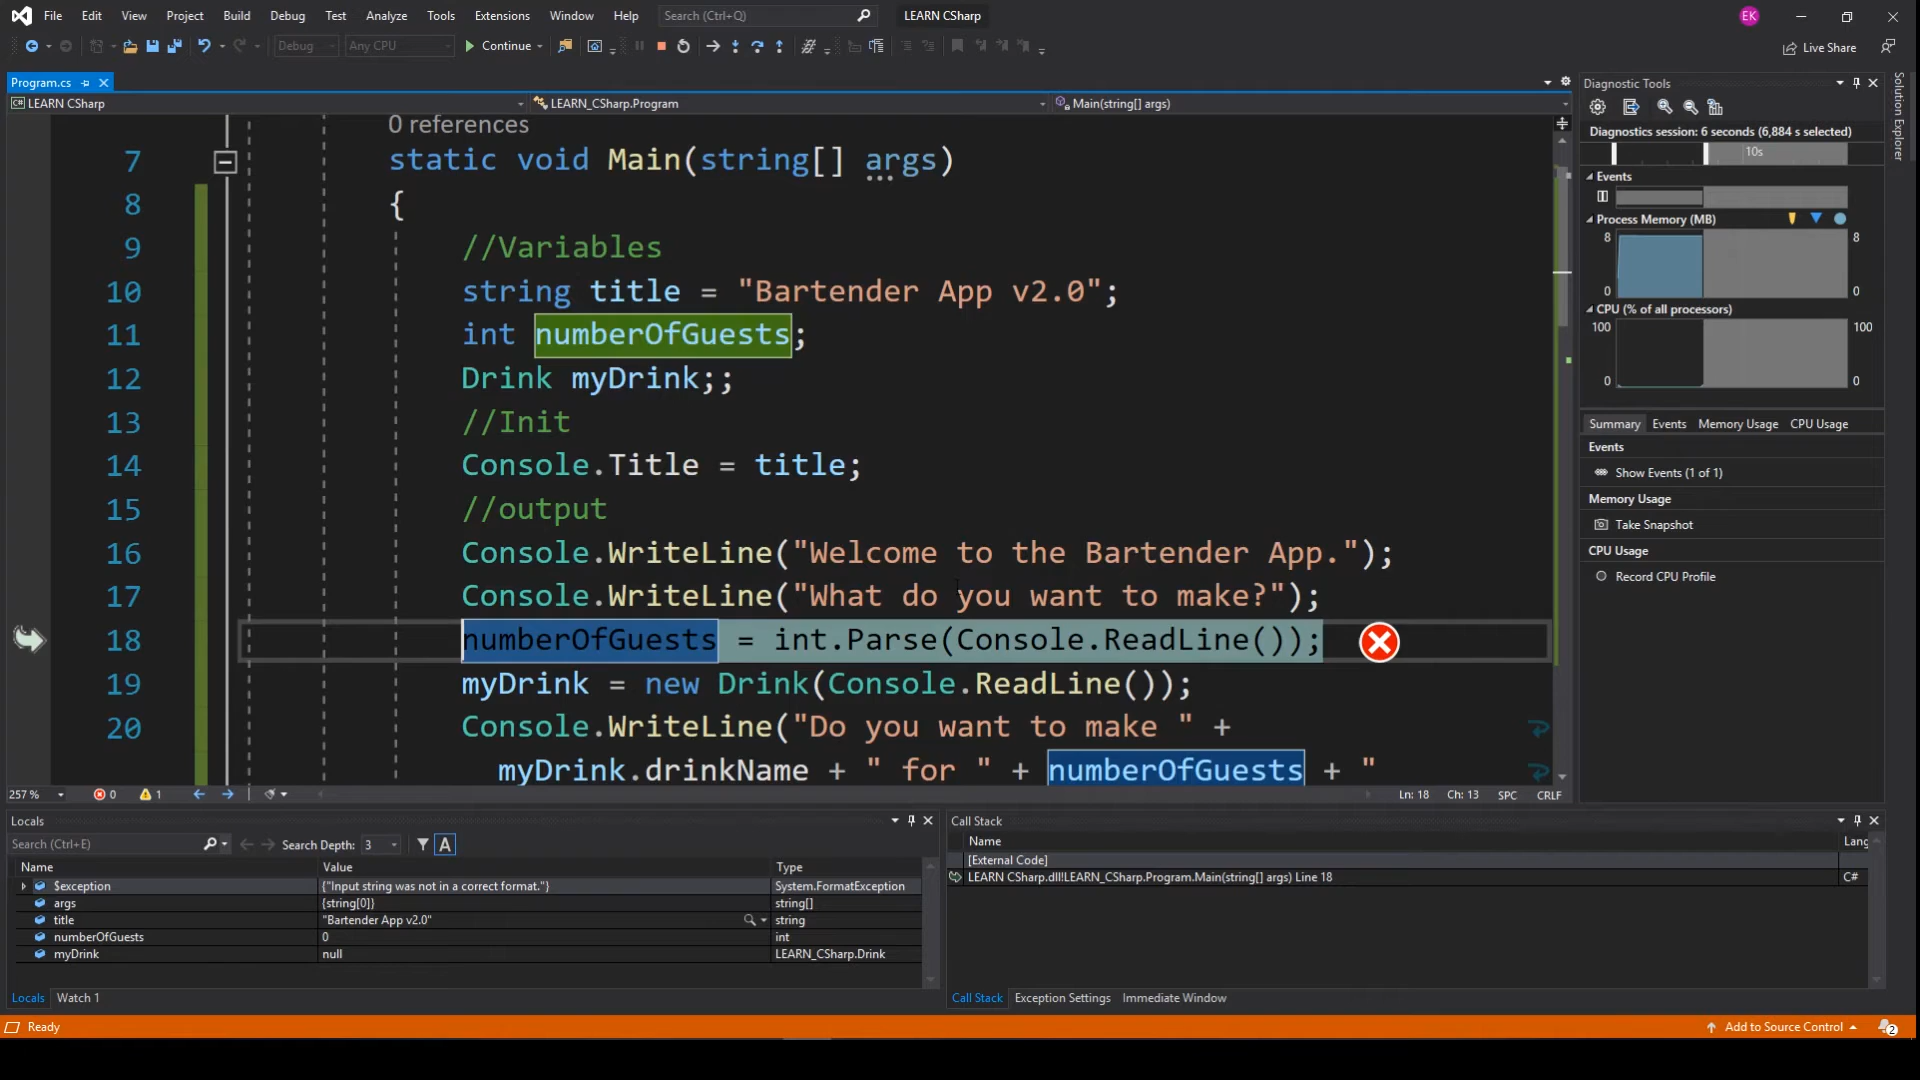 File Edit View Project Build Debug Test Analyze Tools Extensions Window Help Search (Ctrl+Q) LEARN CSharp EK
Debug Any CPU Continue Live Share
Program.cs
LEARN CSharp LEARN_CSharp.Program Main(string[] args)
0 references
7 static void Main(string[] args)
8 {
9 //Variables
10 string title = "Bartender App v2.0";
11 int numberOfGuests;
12 Drink myDrink;;
13 //Init
14 Console.Title = title;
15 //output
16 Console.WriteLine("Welcome to the Bartender App.");
17 Console.WriteLine("What do you want to make?");
18 numberOfGuests = int.Parse(Console.ReadLine());
19 myDrink = new Drink(Console.ReadLine());
20 Console.WriteLine("Do you want to make " +
myDrink.drinkName + " for " + numberOfGuests + "
257 % 0 1 Ln: 18 Ch: 13 SPC CRLF
Diagnostic Tools
Diagnostics session: 6 seconds (6,884 s selected)
10s
Events
Process Memory (MB)
8 8
0 0
CPU (% of all processors)
100 100
0 0
Summary Events Memory Usage CPU Usage
Events
Show Events (1 of 1)
Memory Usage
Take Snapshot
CPU Usage
Record CPU Profile
Solution Explorer
Locals
Search (Ctrl+E) Search Depth: 3 A
Name Value Type
$exception {"Input string was not in a correct format."} System.FormatException
args {string[0]} string[]
title "Bartender App v2.0" string
numberOfGuests 0 int
myDrink null LEARN_CSharp.Drink
Locals Watch 1
Call Stack
Name Lang
[External Code]
LEARN CSharp.dll!LEARN_CSharp.Program.Main(string[] args) Line 18 C#
Call Stack Exception Settings Immediate Window
Ready Add to Source Control 2